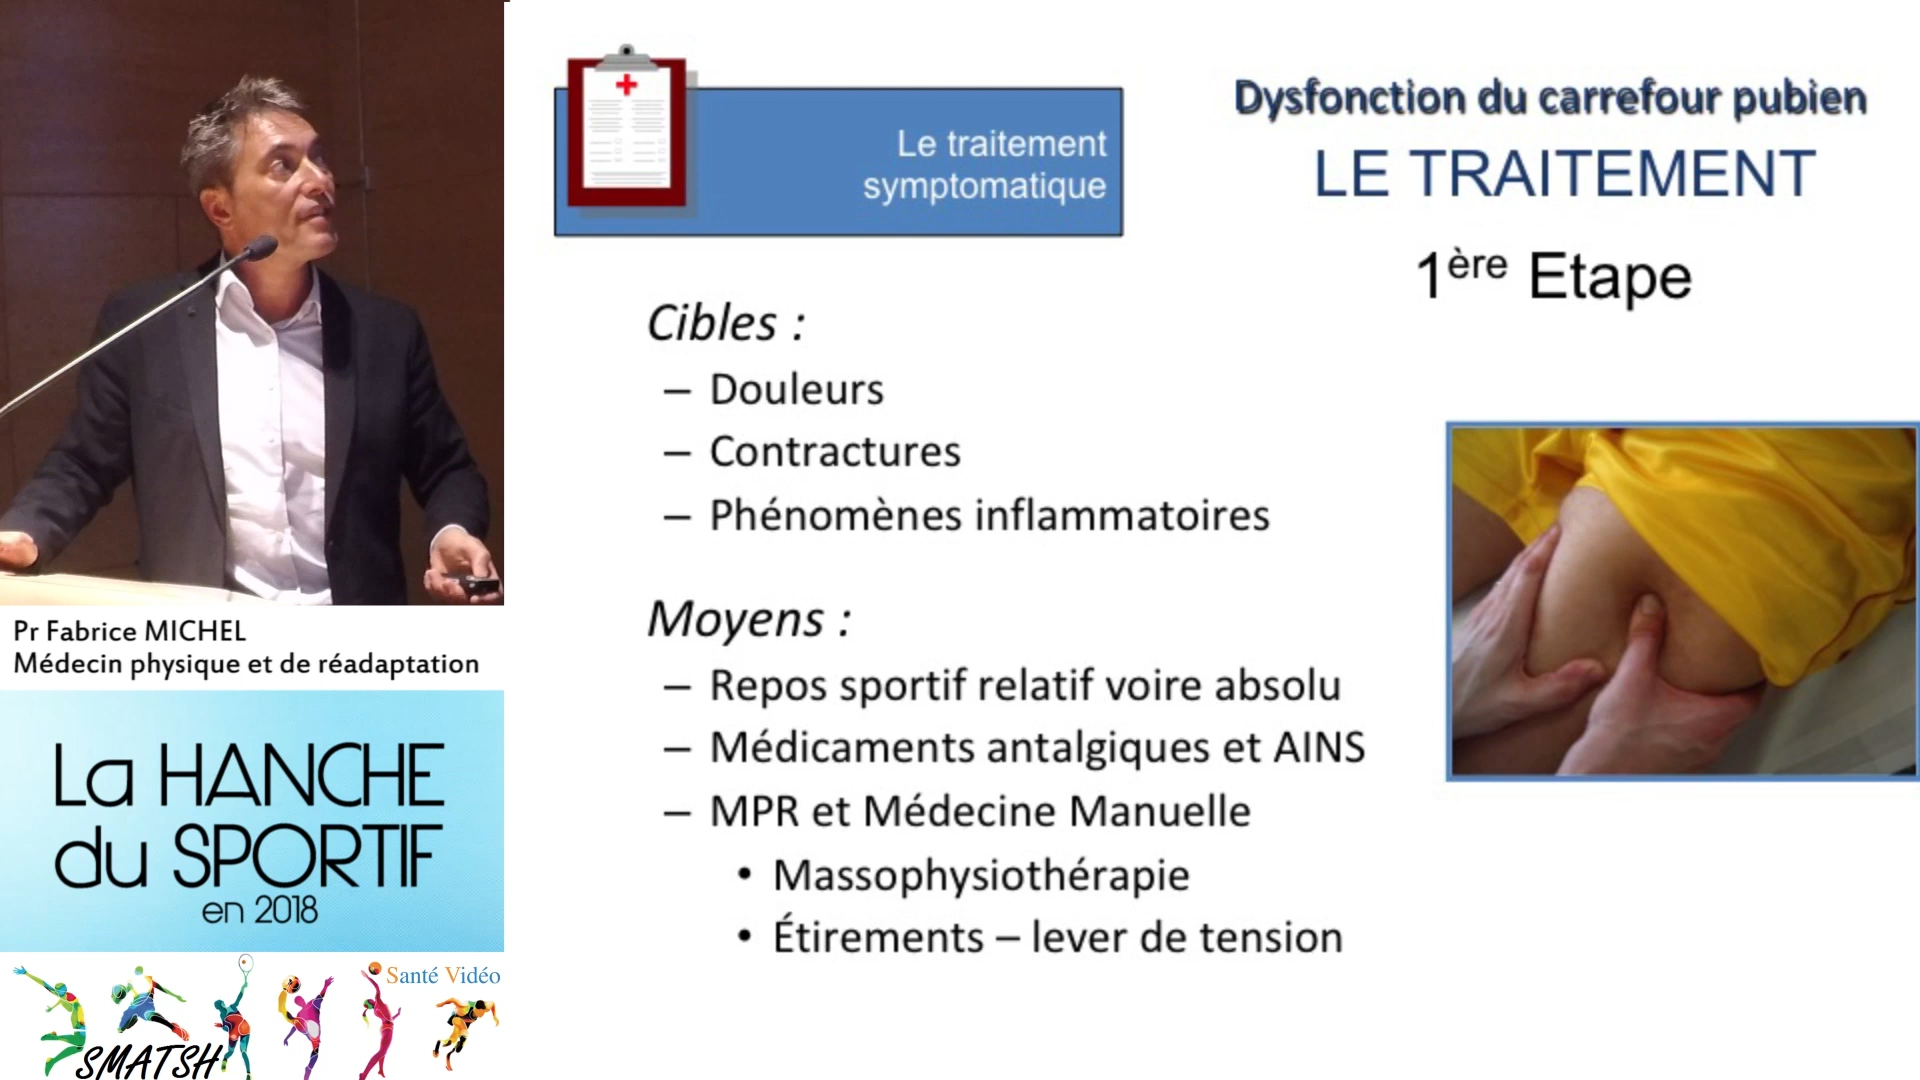 Le traitement
symptomatique
Dysfonction du carrefour pubien
LE TRAITEMENT
1ère Etape
Cibles :
– Douleurs
– Contractures
– Phénomènes inflammatoires
Moyens :
– Repos sportif relatif voire absolu
– Médicaments antalgiques et AINS
– MPR et Médecine Manuelle
• Massophysiothérapie
• Étirements – lever de tension
Pr Fabrice MICHEL
Médecin physique et de réadaptation
La HANCHE
du SPORTIF
en 2018
Santé Vidéo
SMATSH